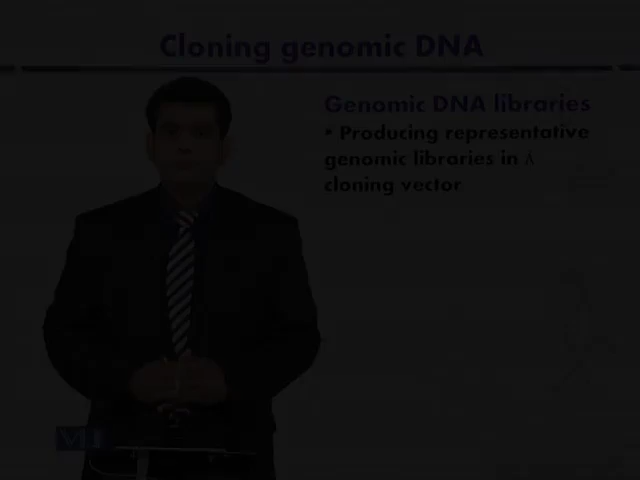 Cloning genomic DNA
Genomic DNA libraries
• Producing representative
genomic libraries in λ
cloning vector